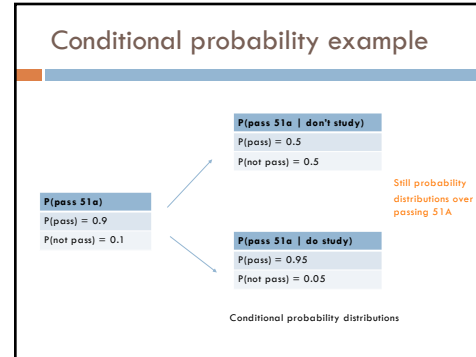 Conditional probability example
P(pass 51a | don't study)
P(pass) = 0.5
P(not pass) = 0.5
Still probability
distributions over
passing 51A
P(pass 51a)
P(pass) = 0.9
P(not pass) = 0.1
P(pass 51a | do study)
P(pass) = 0.95
P(not pass) = 0.05
Conditional probability distributions